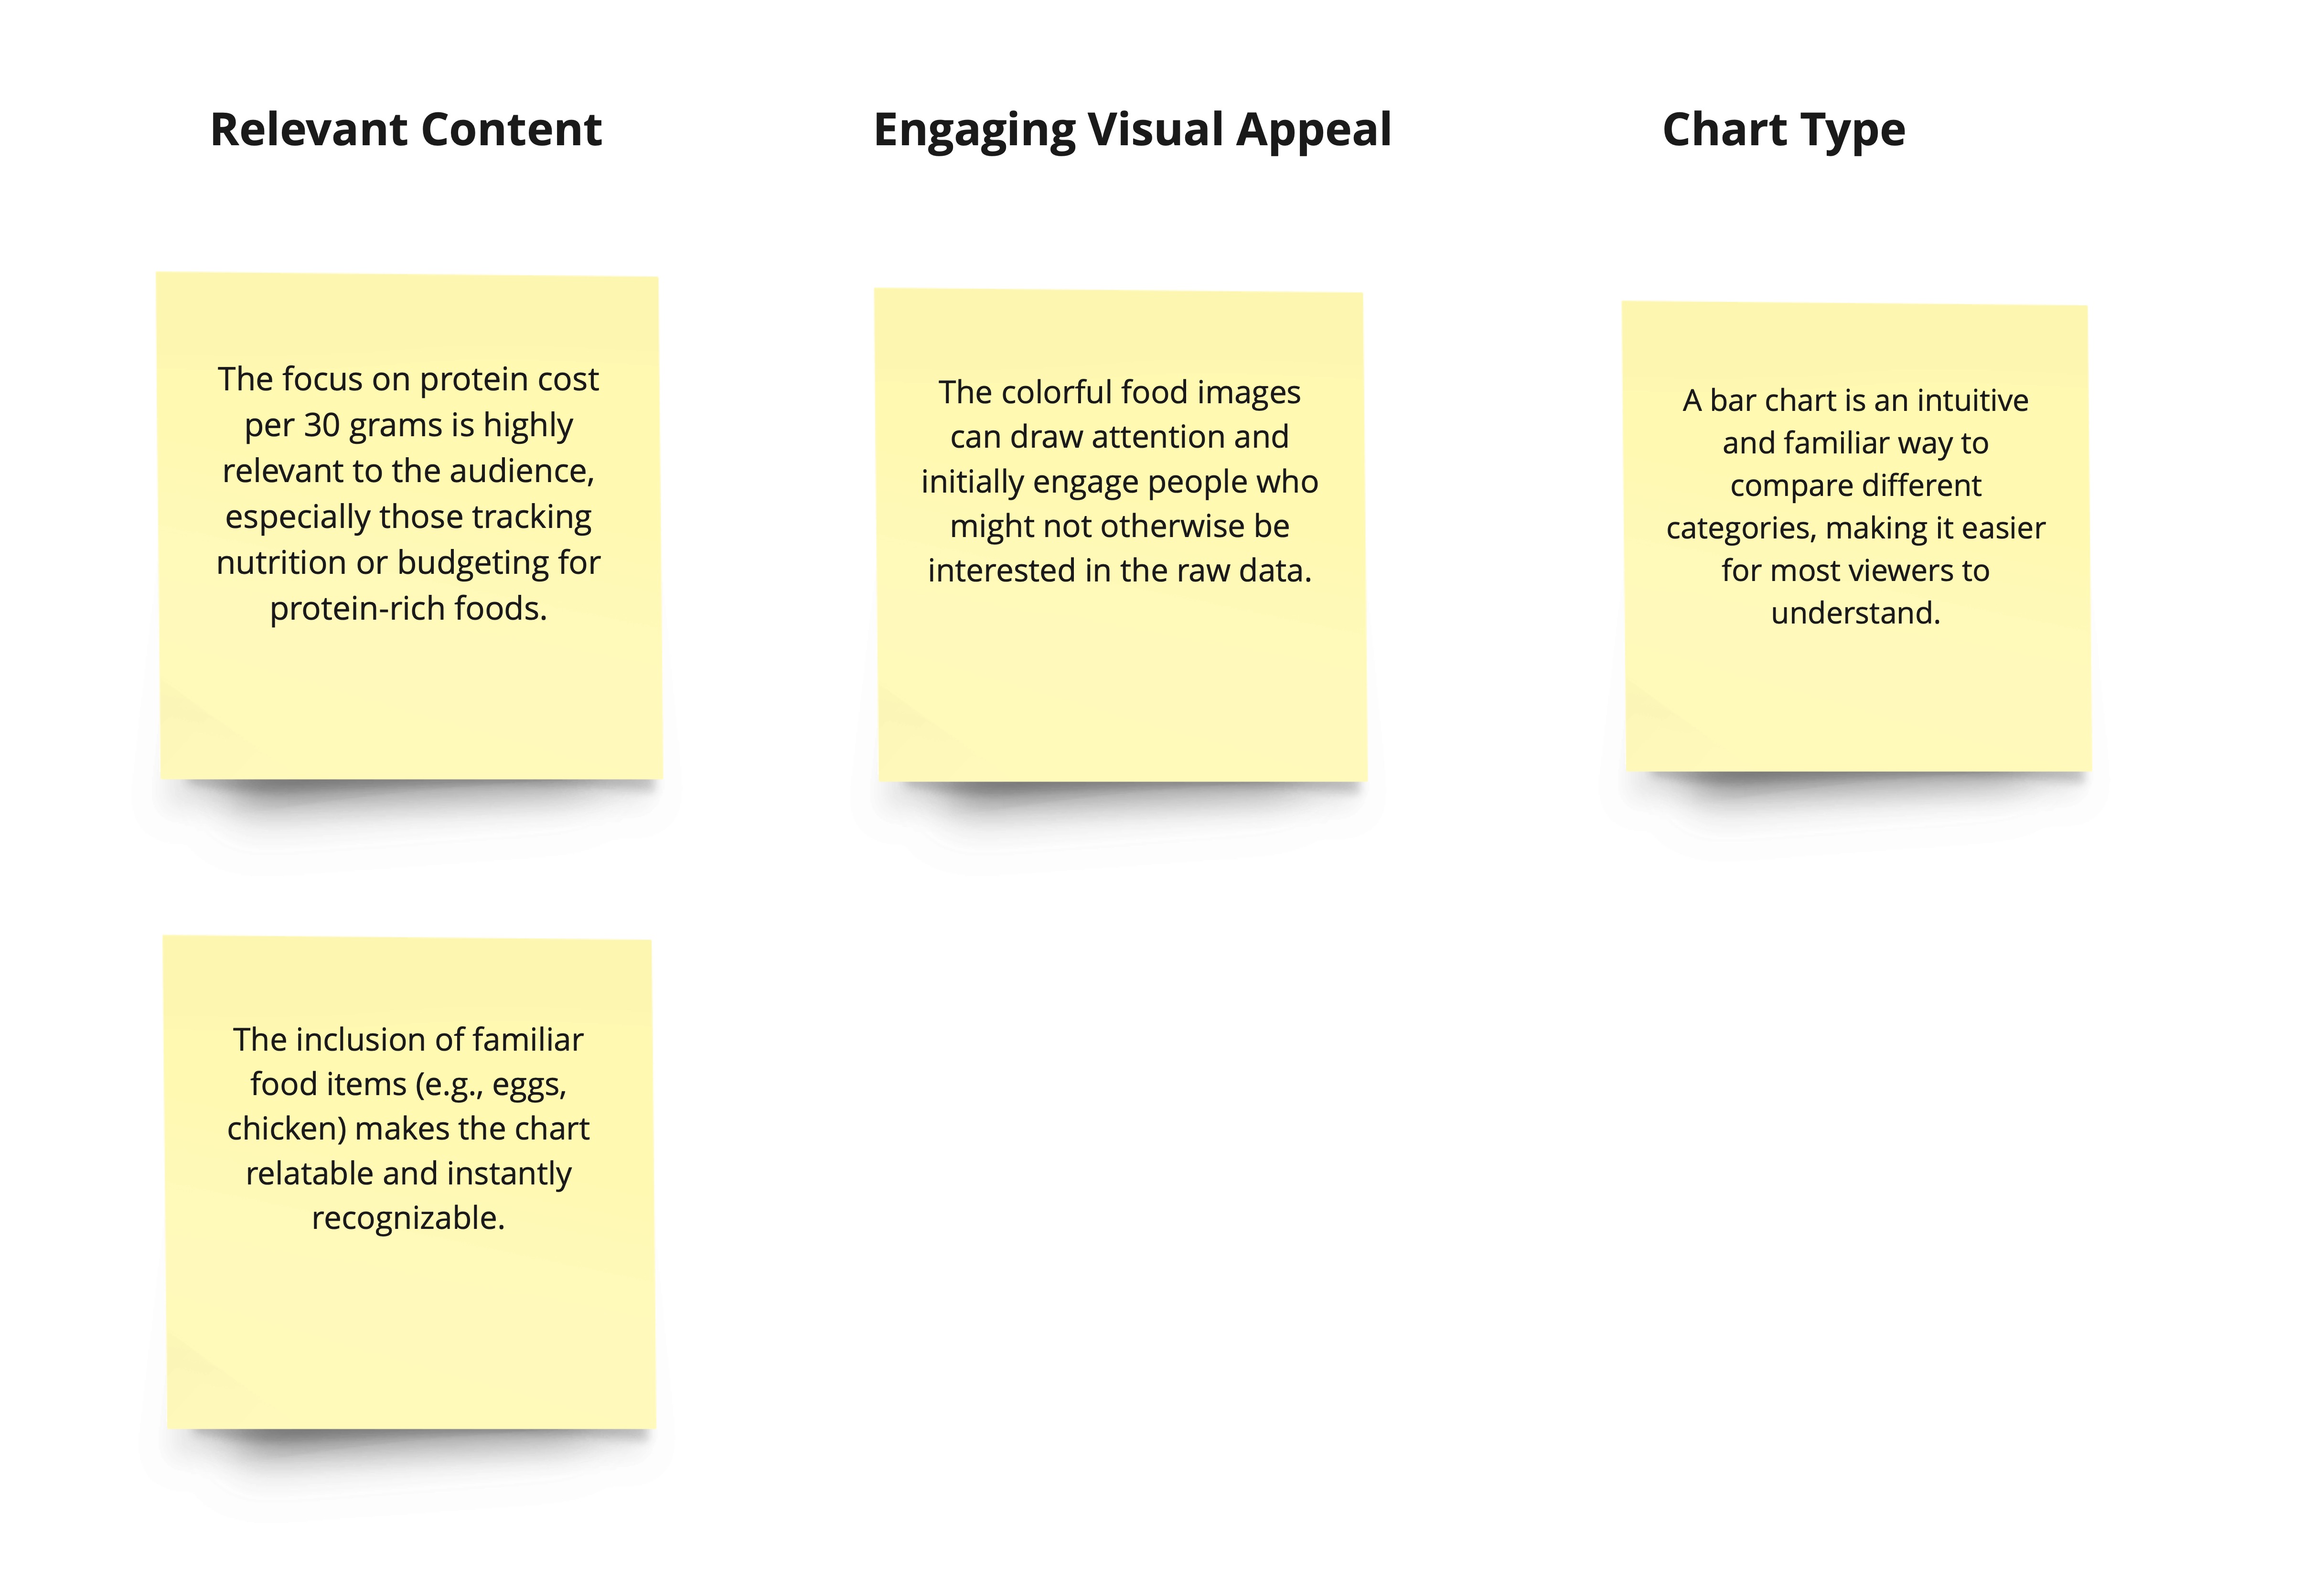 Relevant Content
Engaging Visual Appeal
Chart Type
The focus on protein cost
per 30 grams is highly
relevant to the audience,
especially those tracking
nutrition or budgeting for
protein-rich foods.
The colorful food images
can draw attention and
initially engage people who
might not otherwise be
interested in the raw data.
A bar chart is an intuitive
and familiar way to
compare different
categories, making it easier
for most viewers to
understand.
The inclusion of familiar
food items (e.g., eggs,
chicken) makes the chart
relatable and instantly
recognizable.